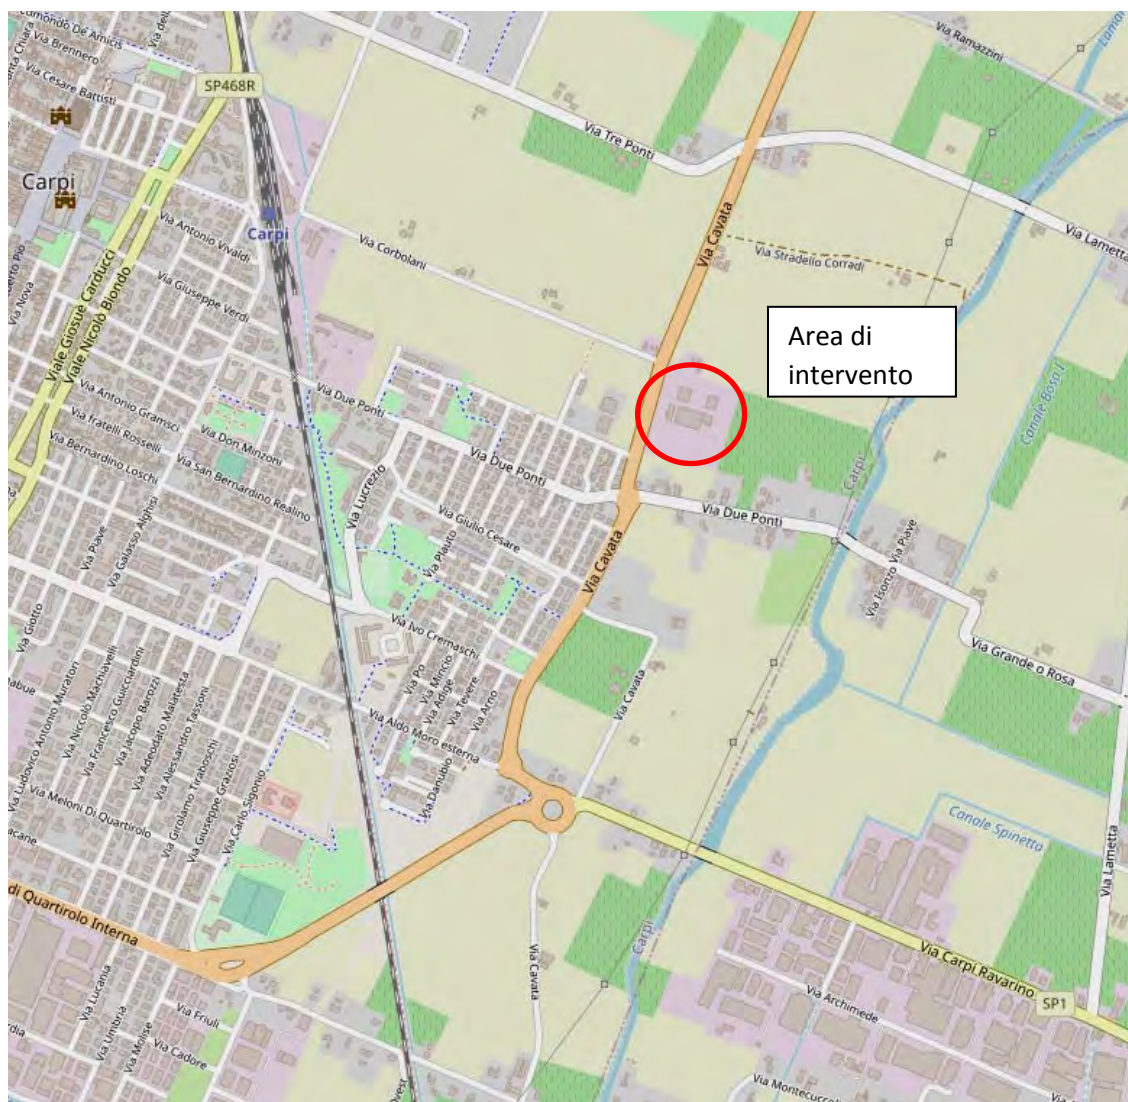 Edmondo De Amicis
Via Brennero
Via Cesare Battisti
SP468R
Via Ramazzini
Via Tre Ponti
Carpi
Carpi
Via Antonio Vivaldi
Via Corbolani
Via Cavata
Via Stradello Corradi
Via Lametta
Via Nova
Viale Giosue Carducci
Viale Nicolò Biondo
Via Giuseppe Verdi
Area di
intervento
Canale Bosa I
Via Due Ponti
Via Antonio Gramsci
Via fratelli Rosselli
Via Bernardino Loschi
Via Don Minzoni
Via San Bernardino Realino
Via Lucrezio
Via Due Ponti
Via Giulio Cesare
Via Plauto
Via Cavata
Via Due Ponti
Carpi
Via Isonzo Via Piave
Via Piave
Via Galasso Alghisi
Via Giotto
Via Ivo Cremaschi
Via Grande o Rosa
Via Po
Via Mincio
Via Adige
Via Tevere
Via Arno
Via Cavata
Via Aldo Moro esterna
Via Danubio
Via Ludovico Antonio Muratori
Via Niccolo Machiavelli
Via Francesco Guicciardini
Via Jacopo Barozzi
Via Adeodato Malatesta
Via Alessandro Tassoni
Via Girolamo Tiraboschi
Via Giuseppe Graziosi
Via Carlo Sigonio
Via Meloni Di Quartirolo
Canale Spinetta
Via Lametta
di Quartirolo Interna
Carpi
Via Carpi Ravarino
SP1
Via Cavata
Via Archimede
Via Lucania
Via Umbria
Via Molise
Via Friuli
Via Cadore
Ovest
Via Montecuccoli